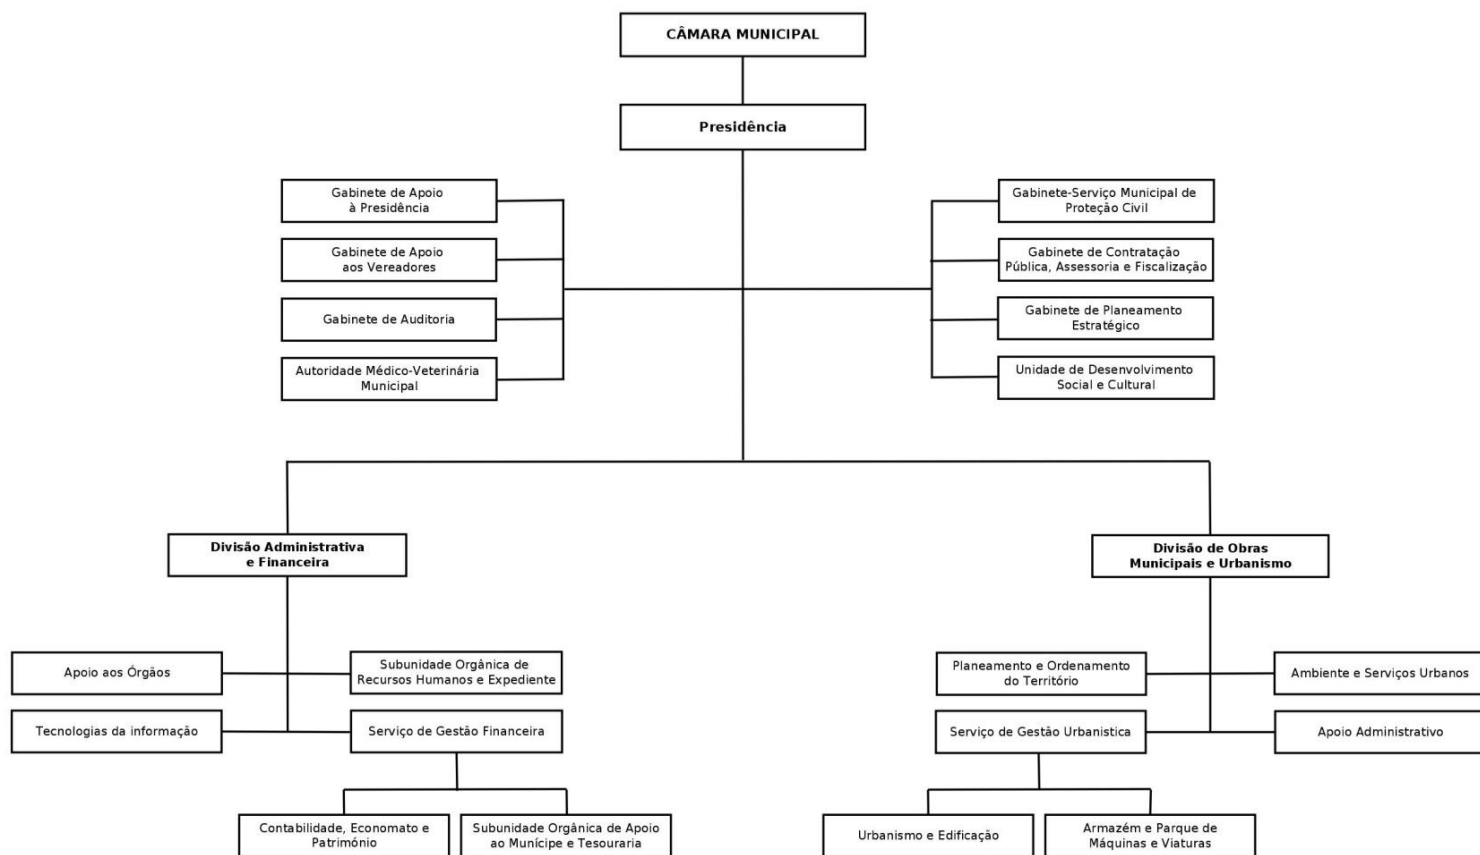 CÂMARA MUNICIPAL
Presidência
Gabinete de Apoio
à Presidência
Gabinete de Apoio
aos Vereadores
Gabinete de Auditoria
Autoridade Médico-Veterinária
Municipal
Gabinete-Serviço Municipal de
Proteção Civil
Gabinete de Contratação
Pública, Assessoria e Fiscalização
Gabinete de Planeamento
Estratégico
Unidade de Desenvolvimento
Social e Cultural
Divisão Administrativa
e Financeira
Apoio aos Órgãos
Subunidade Orgânica de
Recursos Humanos e Expediente
Tecnologias da informação
Serviço de Gestão Financeira
Contabilidade, Economato e
Património
Subunidade Orgânica de Apoio
ao Munícipe e Tesouraria
Divisão de Obras
Municipais e Urbanismo
Planeamento e Ordenamento
do Território
Ambiente e Serviços Urbanos
Serviço de Gestão Urbanistica
Apoio Administrativo
Urbanismo e Edificação
Armazém e Parque de
Máquinas e Viaturas